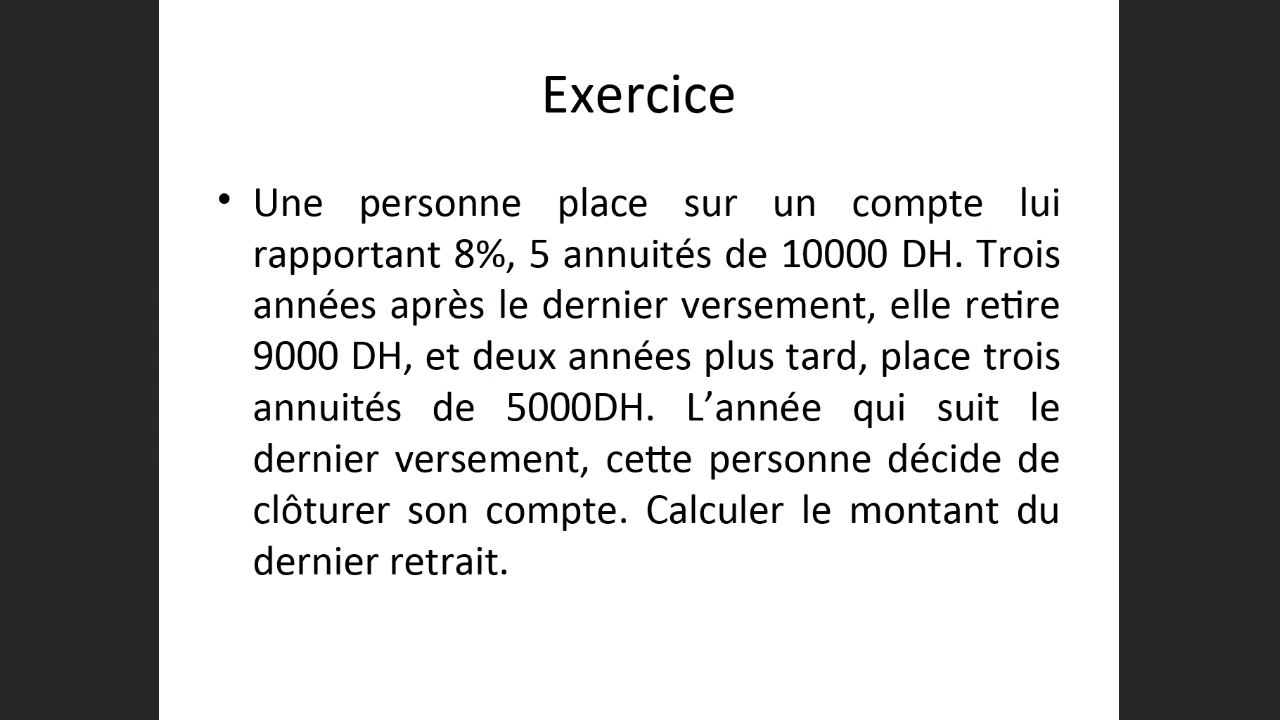 Exercice
• Une personne place sur un compte lui
rapportant 8%, 5 annuités de 10000 DH. Trois
années après le dernier versement, elle retire
9000 DH, et deux années plus tard, place trois
annuités de 5000DH. L’année qui suit le
dernier versement, cette personne décide de
clôturer son compte. Calculer le montant du
dernier retrait.